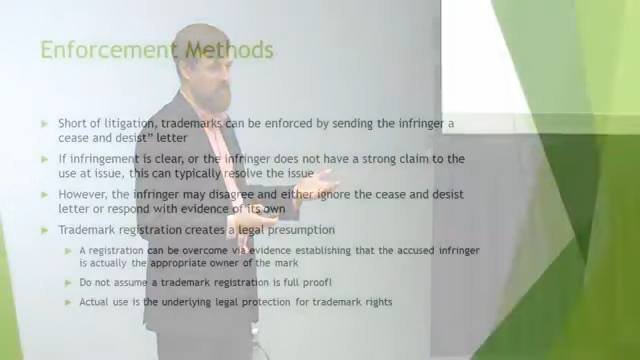 Enforcement Methods
Short of litigation, trademarks can be enforced by sending the infringer a
cease and desist” letter
If infringement is clear, or the infringer does not have a strong claim to the
use at issue, this can typically resolve the issue
However, the infringer may disagree and either ignore the cease and desist
letter or respond with evidence of its own
Trademark registration creates a legal presumption
A registration can be overcome via evidence establishing that the accused infringer
is actually the appropriate owner of the mark
Do not assume a trademark registration is full proof!
Actual use is the underlying legal protection for trademark rights